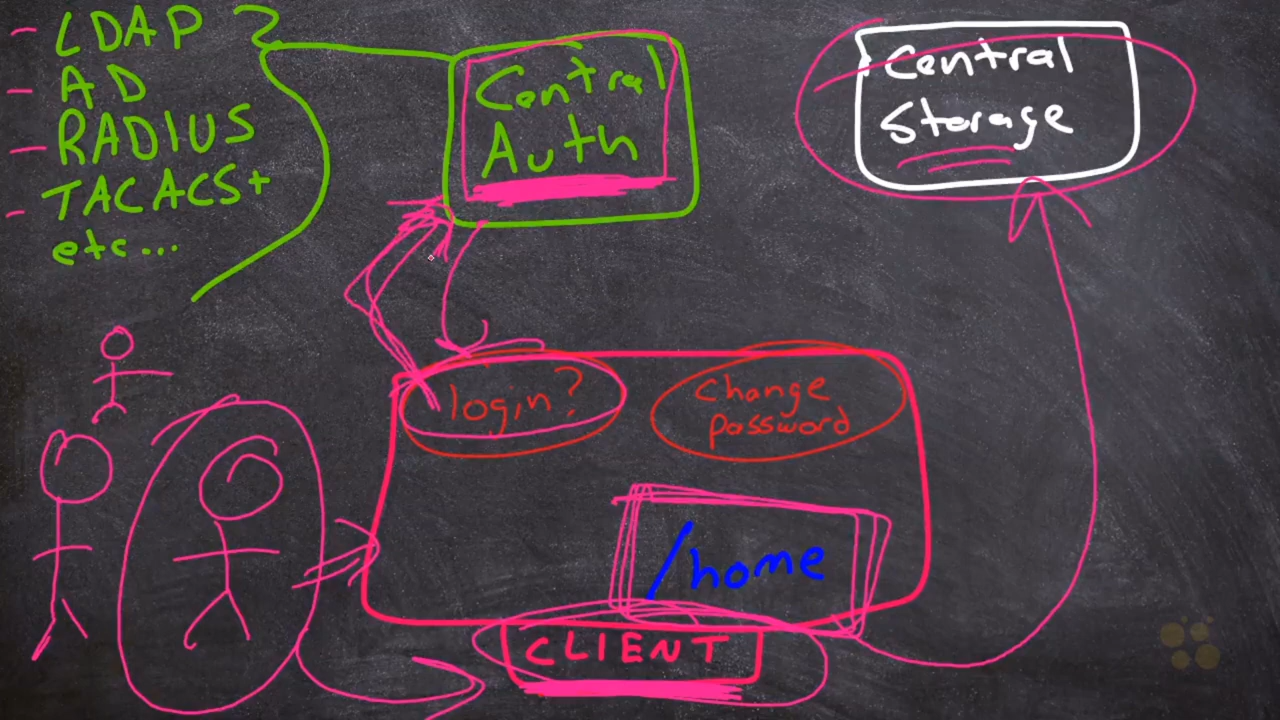 LDAP
AD
RADIUS
TACACS+
etc...
Central
Auth
Central
Storage
login?
Change
password
/home
CLIENT